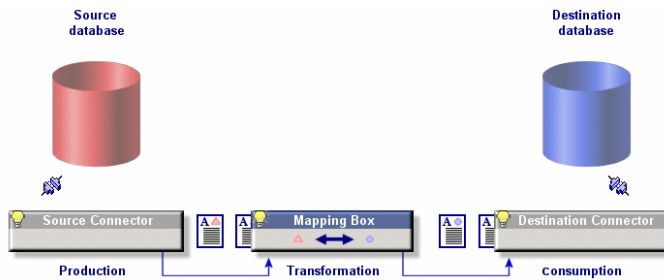 Source
database
Destination
database
Source Connector
A
A
Mapping Box
A
A
Destination Connector
Production
Transformation
Consumption